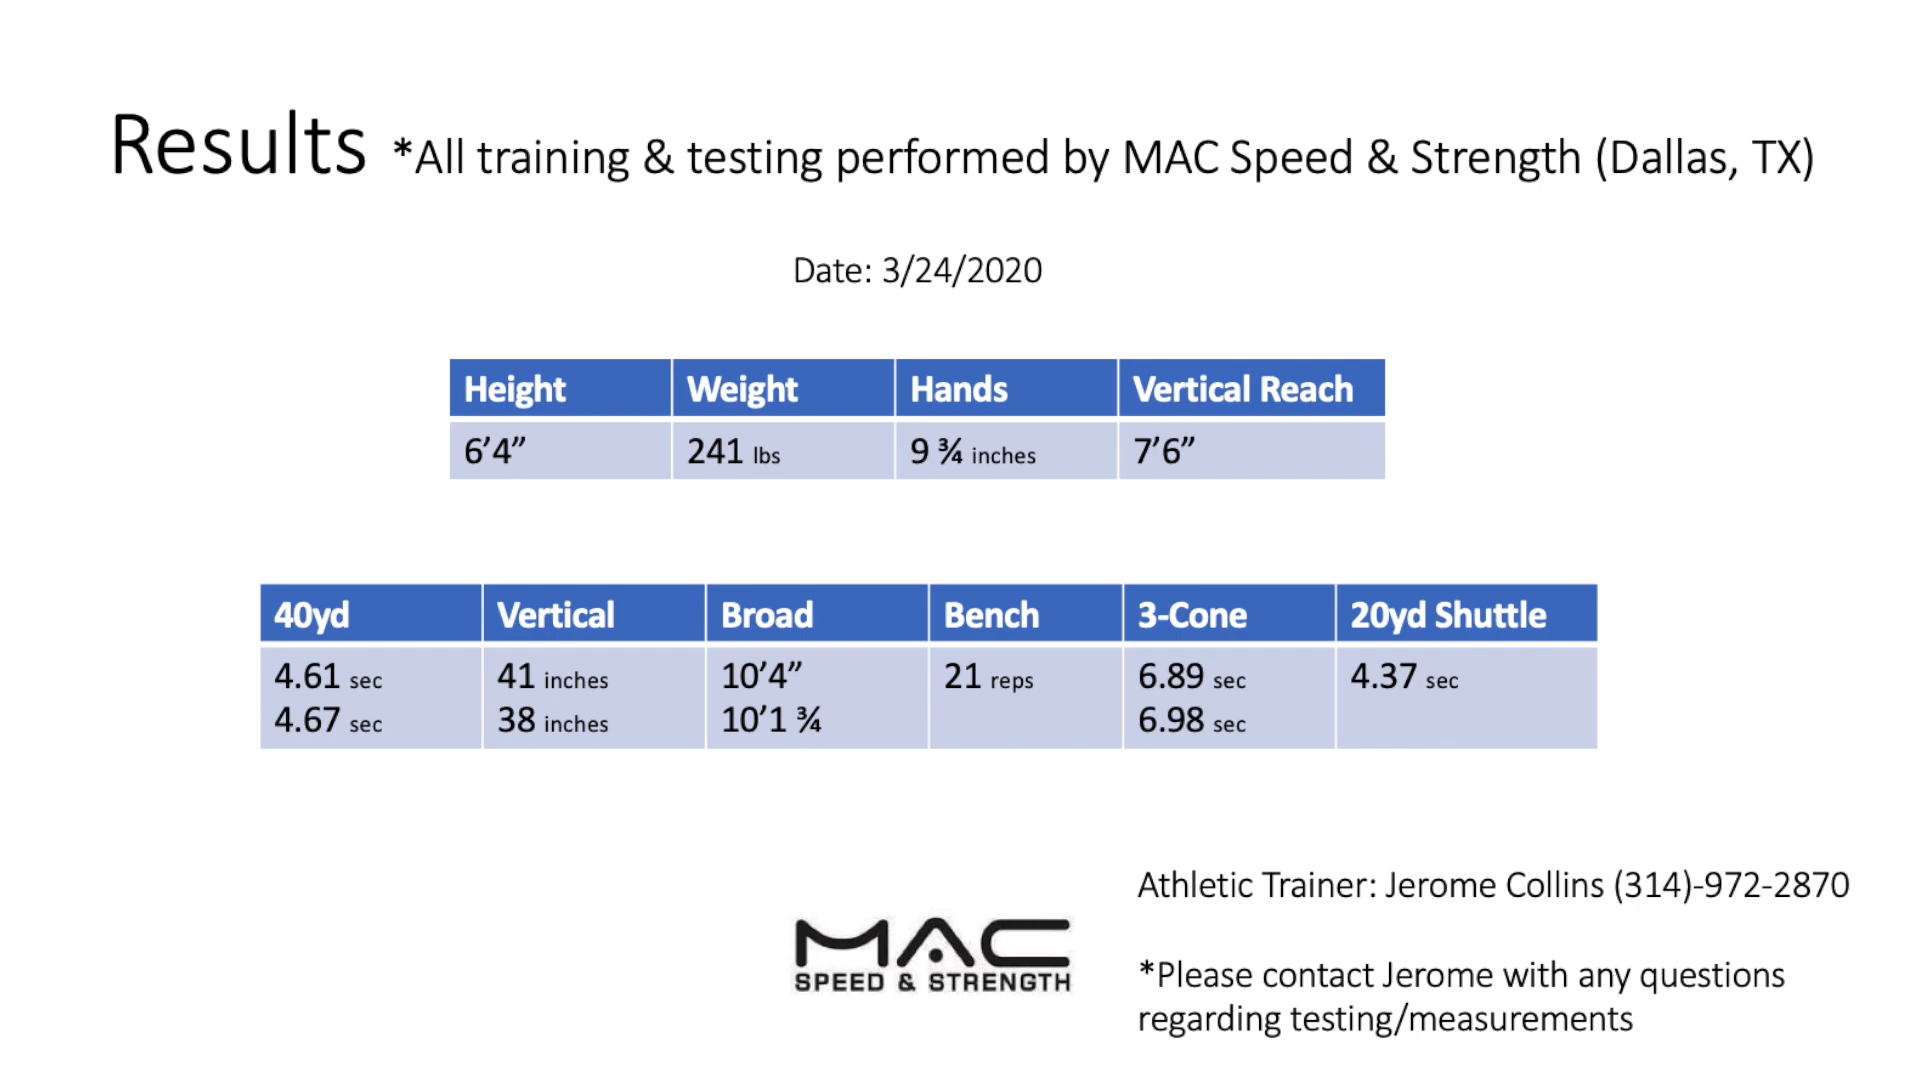 Results *All training & testing performed by MAC Speed & Strength (Dallas, TX)
Date: 3/24/2020
Height Weight Hands Vertical Reach
6’4” 241 lbs 9 ¾ inches 7’6”
40yd Vertical Broad Bench 3-Cone 20yd Shuttle
4.61 sec 41 inches 10’4” 21 reps 6.89 sec 4.37 sec
4.67 sec 38 inches 10’1 ¾ 6.98 sec
Athletic Trainer: Jerome Collins (314)-972-2870
MAC
SPEED & STRENGTH
*Please contact Jerome with any questions
regarding testing/measurements